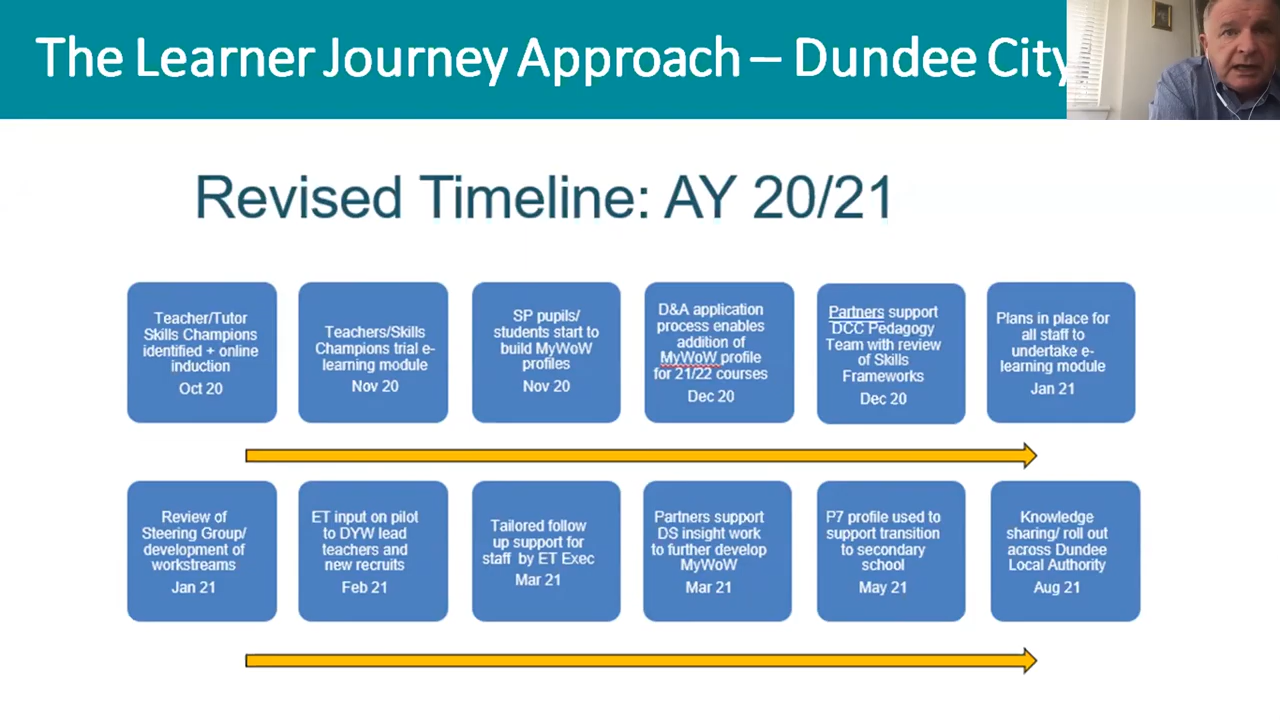 The Learner Journey Approach – Dundee City
Revised Timeline: AY 20/21
Teacher/Tutor
Skills Champions
identified + online
induction
Oct 20
Teachers/Skills
Champions trial e-
learning module
Nov 20
SP pupils/
students start to
build MyWoW
profiles
Nov 20
D&A application
process enables
addition of
MyWoW profile
for 21/22 courses
Dec 20
Partners support
DCC Pedagogy
Team with review
of Skills
Frameworks
Dec 20
Plans in place for
all staff to
undertake e-
learning module
Jan 21
Review of
Steering Group/
development of
workstreams
Jan 21
ET input on pilot
to DYW lead
teachers and
new recruits
Feb 21
Tailored follow
up support for
staff by ET Exec
Mar 21
Partners support
DS insight work
to further develop
MyWoW
Mar 21
P7 profile used to
support transition
to secondary
school
May 21
Knowledge
sharing/ roll out
across Dundee
Local Authority
Aug 21